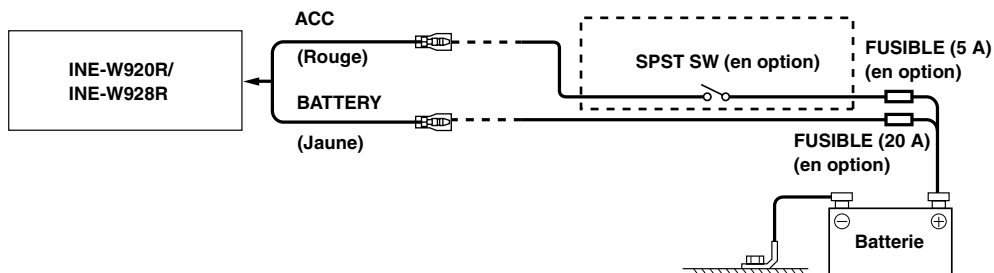 ACC
(Rouge)
INE-W920R/
INE-W928R
BATTERY
(Jaune)
SPST SW (en option)
FUSIBLE (5 A)
(en option)
FUSIBLE (20 A)
(en option)
Batterie